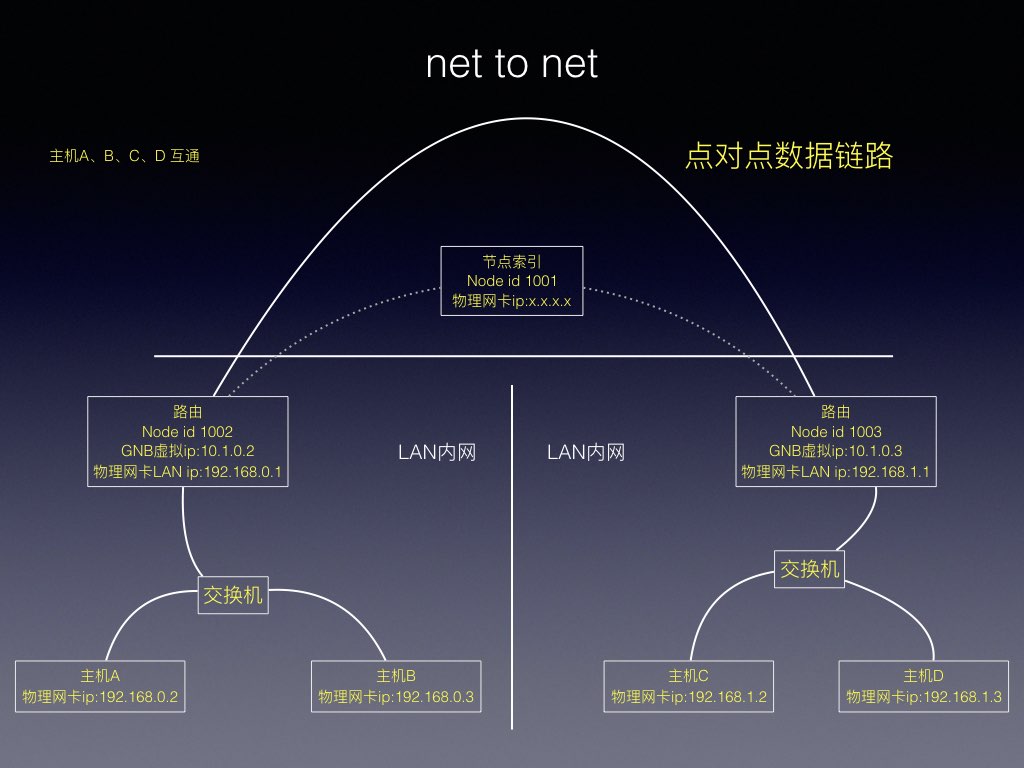 net to net
主机A、B、C、D 互通
点对点数据链路
节点索引
Node id 1001
物理网卡ip:x.x.x.x
路由
Node id 1002
GNB虚拟ip:10.1.0.2
物理网卡LAN ip:192.168.0.1
LAN内网
LAN内网
路由
Node id 1003
GNB虚拟ip:10.1.0.3
物理网卡LAN ip:192.168.1.1
交换机
交换机
主机A
物理网卡ip:192.168.0.2
主机B
物理网卡ip:192.168.0.3
主机C
物理网卡ip:192.168.1.2
主机D
物理网卡ip:192.168.1.3